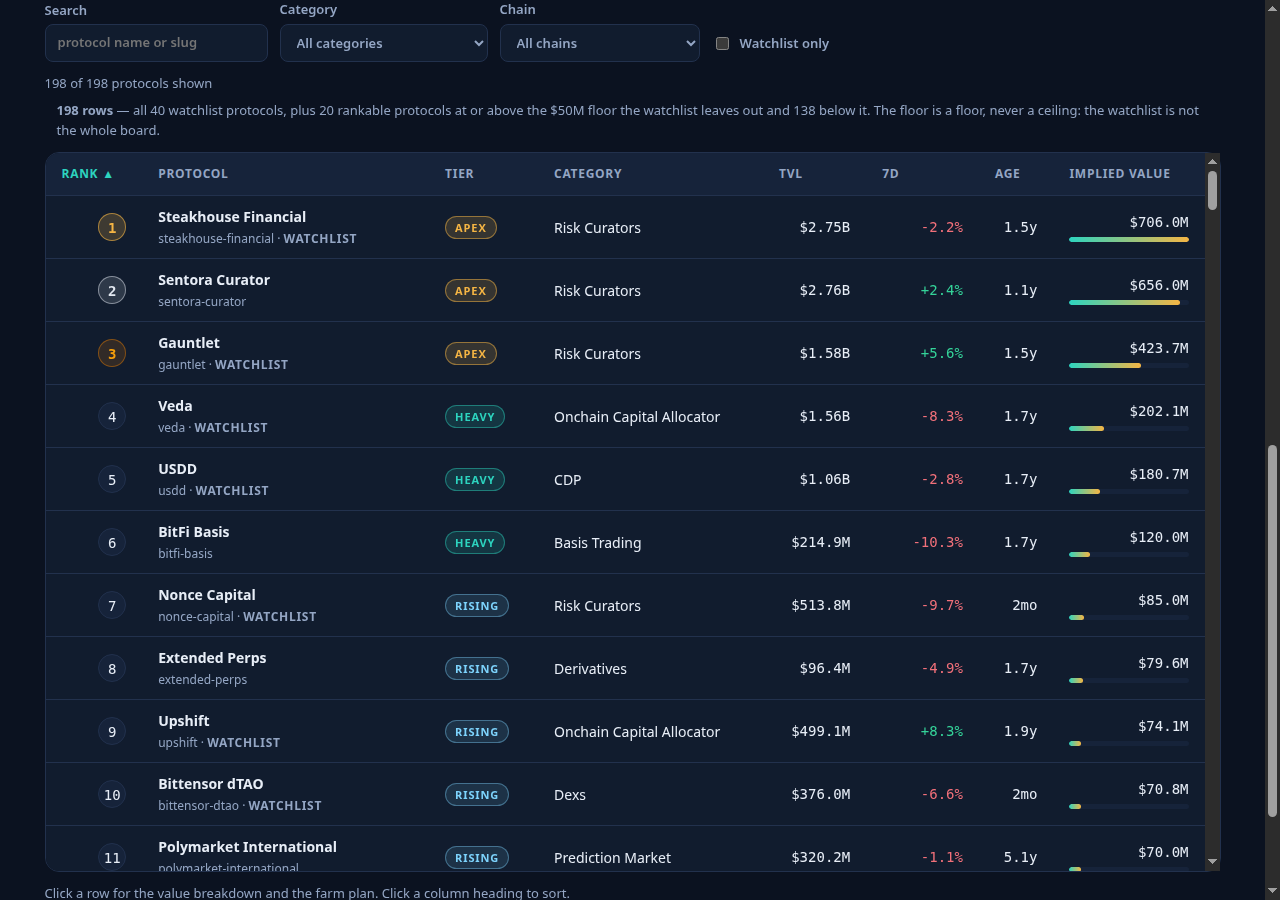 Search Category Chain
protocol name or slug All categories All chains Watchlist only
198 of 198 protocols shown
198 rows — all 40 watchlist protocols, plus 20 rankable protocols at or above the $50M floor the watchlist leaves out and 138 below it. The floor is a floor, never a ceiling: the watchlist is not
the whole board.
RANK ▲ PROTOCOL TIER CATEGORY TVL 7D AGE IMPLIED VALUE
1 Steakhouse Financial APEX Risk Curators $2.75B -2.2% 1.5y $706.0M
steakhouse-financial · WATCHLIST
2 Sentora Curator APEX Risk Curators $2.76B +2.4% 1.1y $656.0M
sentora-curator
3 Gauntlet APEX Risk Curators $1.58B +5.6% 1.5y $423.7M
gauntlet · WATCHLIST
4 Veda HEAVY Onchain Capital Allocator $1.56B -8.3% 1.7y $202.1M
veda · WATCHLIST
5 USDD HEAVY CDP $1.06B -2.8% 1.7y $180.7M
usdd · WATCHLIST
6 BitFi Basis HEAVY Basis Trading $214.9M -10.3% 1.7y $120.0M
bitfi-basis
7 Nonce Capital RISING Risk Curators $513.8M -9.7% 2mo $85.0M
nonce-capital · WATCHLIST
8 Extended Perps RISING Derivatives $96.4M -4.9% 1.7y $79.6M
extended-perps
9 Upshift RISING Onchain Capital Allocator $499.1M +8.3% 1.9y $74.1M
upshift · WATCHLIST
10 Bittensor dTAO RISING Dexs $376.0M -6.6% 2mo $70.8M
bittensor-dtao · WATCHLIST
11 Polymarket International RISING Prediction Market $320.2M -1.1% 5.1y $70.0M
polymarket-international
Click a row for the value breakdown and the farm plan. Click a column heading to sort.